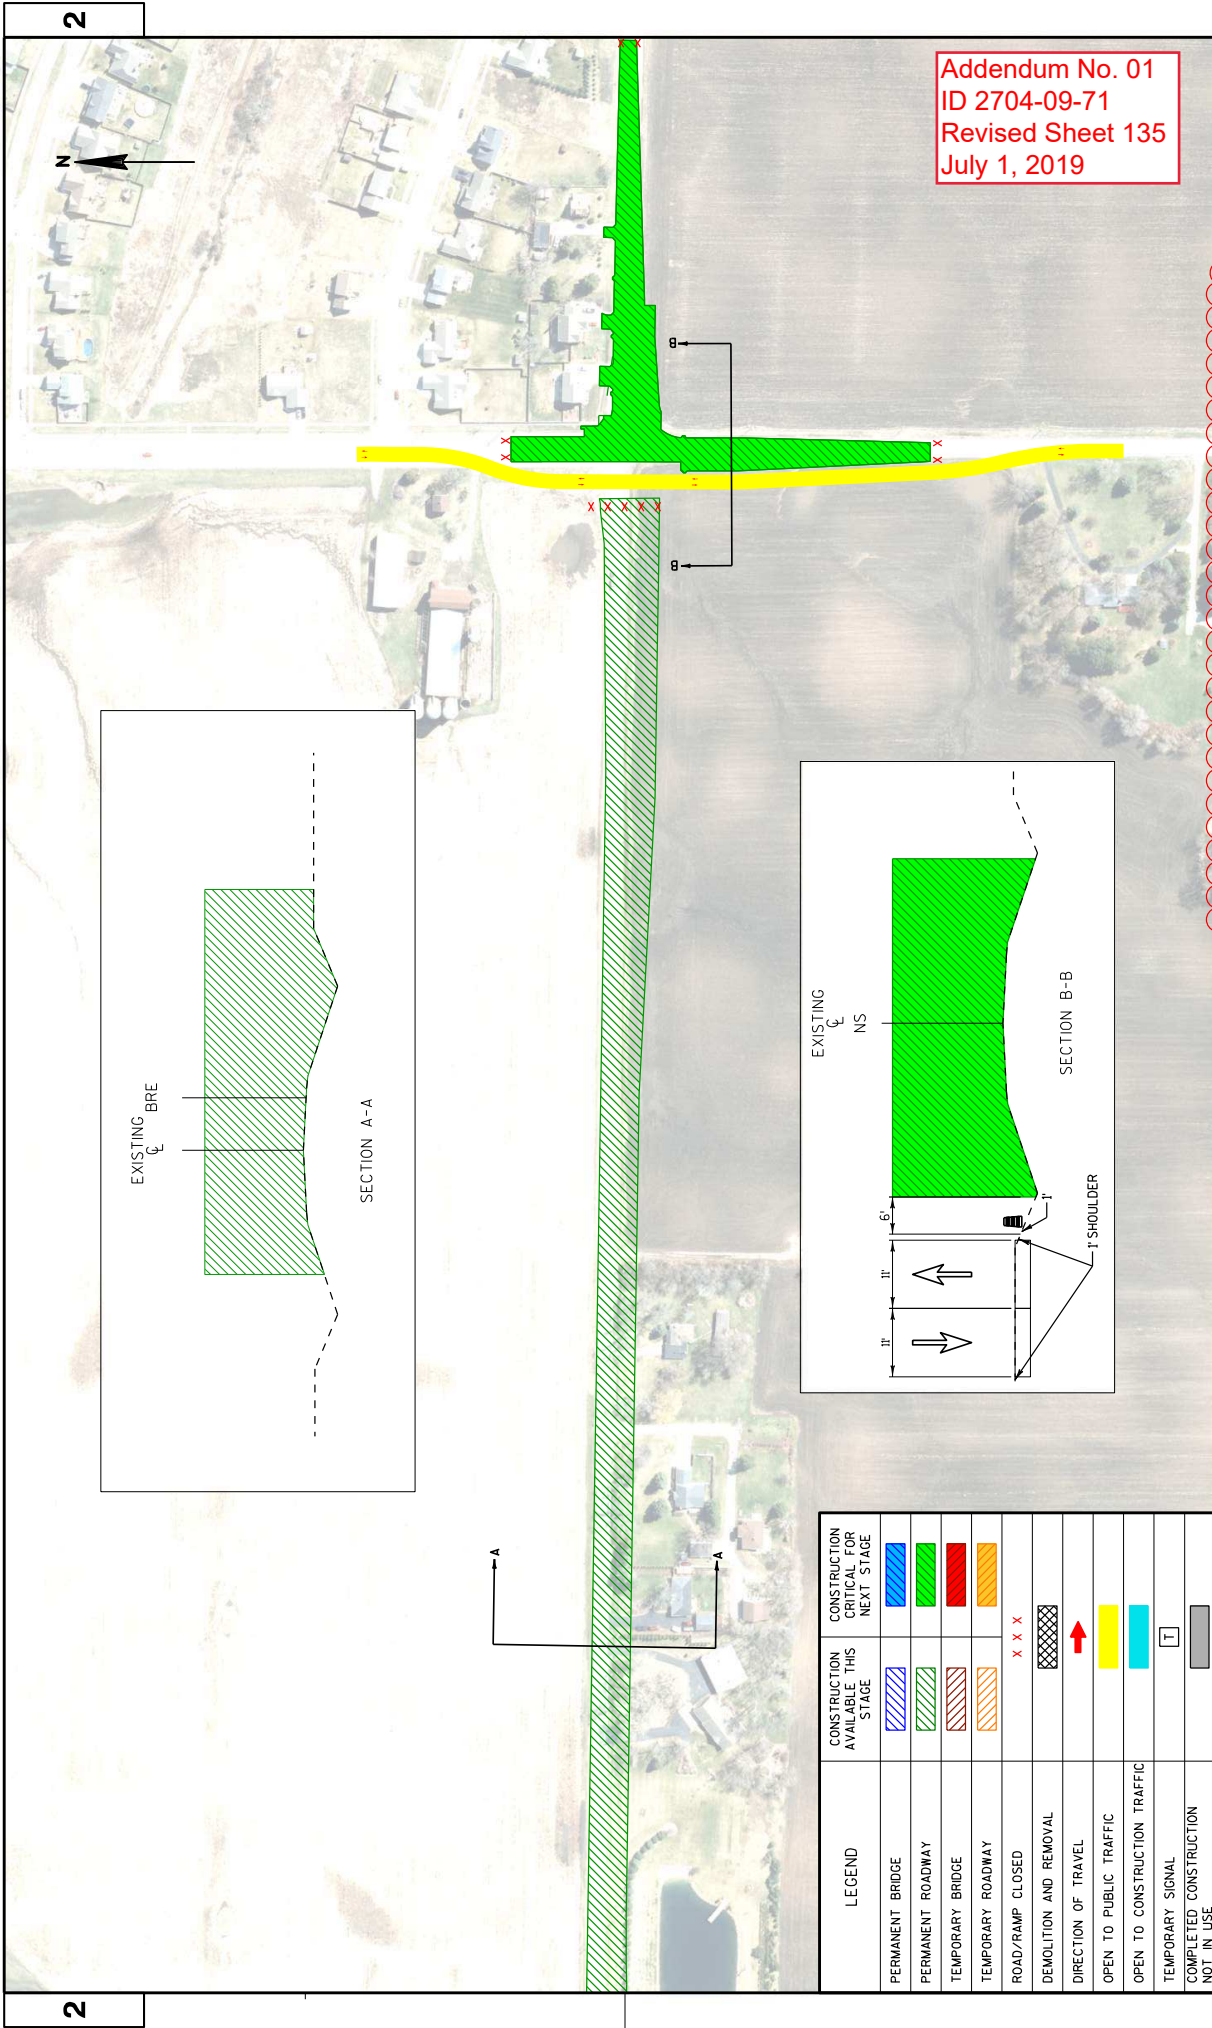 2
Addendum No. 01
ID 2704-09-71
Revised Sheet 135
July 1, 2019
N
X X
X X
X X
X X X X X
B
B
A
A
EXISTING
℄
BRE
SECTION A-A
EXISTING
℄
NS
SECTION B-B
11'
11'
6'
1'
1' SHOULDER
LEGEND
CONSTRUCTION
AVAILABLE THIS
STAGE
CONSTRUCTION
CRITICAL FOR
NEXT STAGE
PERMANENT BRIDGE
PERMANENT ROADWAY
TEMPORARY BRIDGE
TEMPORARY ROADWAY
ROAD/RAMP CLOSED
X X X
DEMOLITION AND REMOVAL
DIRECTION OF TRAVEL
OPEN TO PUBLIC TRAFFIC
OPEN TO CONSTRUCTION TRAFFIC
TEMPORARY SIGNAL
T
COMPLETED CONSTRUCTION
NOT IN USE
2